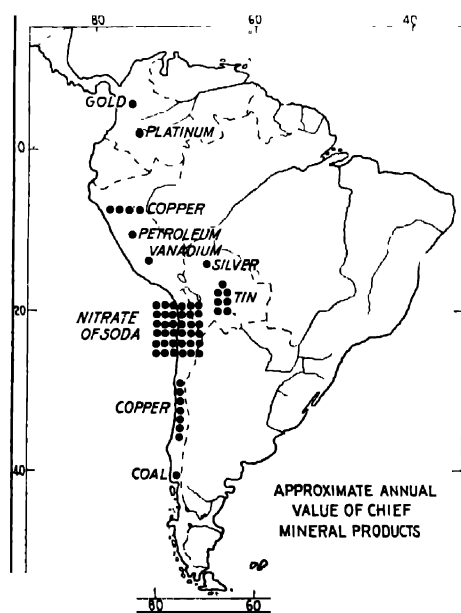 80 60 40
GOLD
PLATINUM
0
COPPER
PETROLEUM
VANADIUM
SILVER
TIN
NITRATE
OF SODA
20
COPPER
COAL
40
APPROXIMATE ANNUAL
VALUE OF CHIEF
MINERAL PRODUCTS
80 60